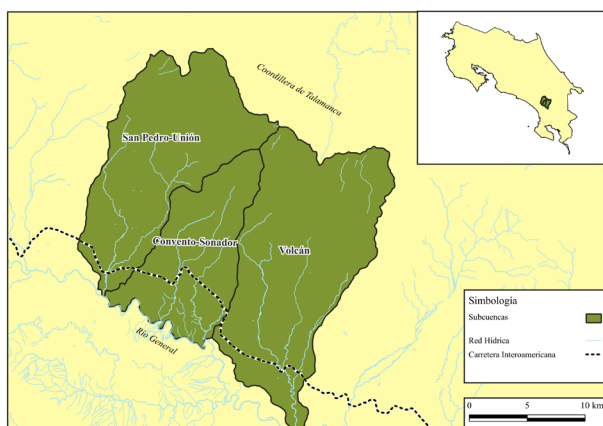 Coordillera de Talamanca
San Pedro-Unión
Convento-Sonador
Volcán
Río General
Simbología
Subcuencas
Red Hídrica
Carretera Interoamericana
0 5 10 km